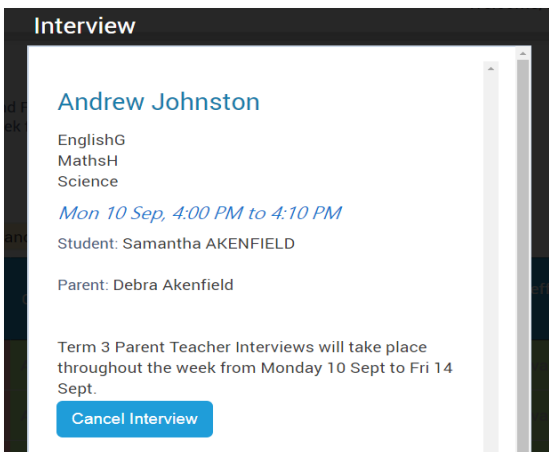 Interview
Andrew Johnston
EnglishG
MathsH
Science
Mon 10 Sep, 4:00 PM to 4:10 PM
Student: Samantha AKENFIELD
Parent: Debra Akenfield
Term 3 Parent Teacher Interviews will take place
throughout the week from Monday 10 Sept to Fri 14
Sept.
Cancel Interview